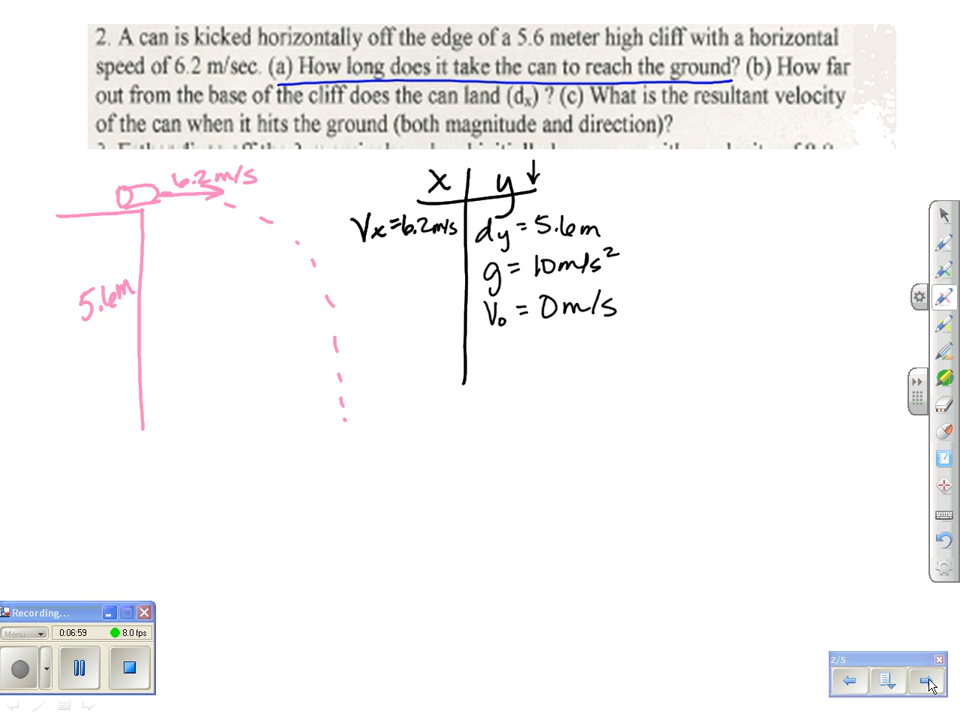 2. A can is kicked horizontally off the edge of a 5.6 meter high cliff with a horizontal
speed of 6.2 m/sec. (a) How long does it take the can to reach the ground? (b) How far
out from the base of the cliff does the can land (dx) ? (c) What is the resultant velocity
of the can when it hits the ground (both magnitude and direction)?
6.2 m/s
5.6m
x y ↓
Vx=6.2m/s
dy = 5.6m
g = 10m/s²
V₀ = 0m/s
Recording...
Menu...
0:06:59
8.0 fps
2/5